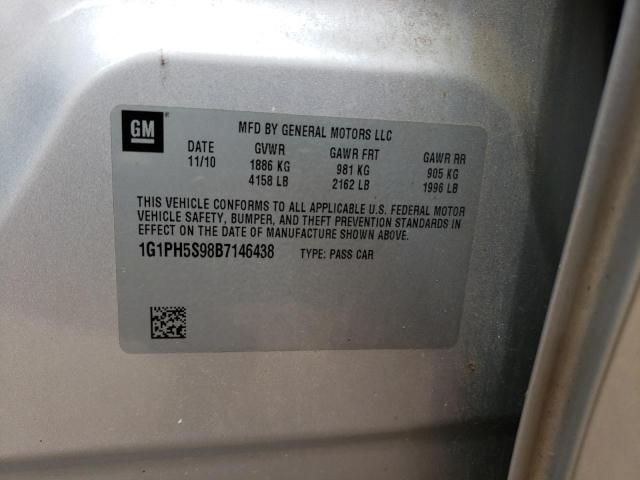 GM
MFD BY GENERAL MOTORS LLC
DATE GVWR GAWR FRT GAWR RR
11/10 1886 KG 981 KG 905 KG
4158 LB 2162 LB 1996 LB
THIS VEHICLE CONFORMS TO ALL APPLICABLE U.S. FEDERAL MOTOR
VEHICLE SAFETY, BUMPER, AND THEFT PREVENTION STANDARDS IN
EFFECT ON THE DATE OF MANUFACTURE SHOWN ABOVE.
1G1PH5S98B7146438 TYPE: PASS CAR